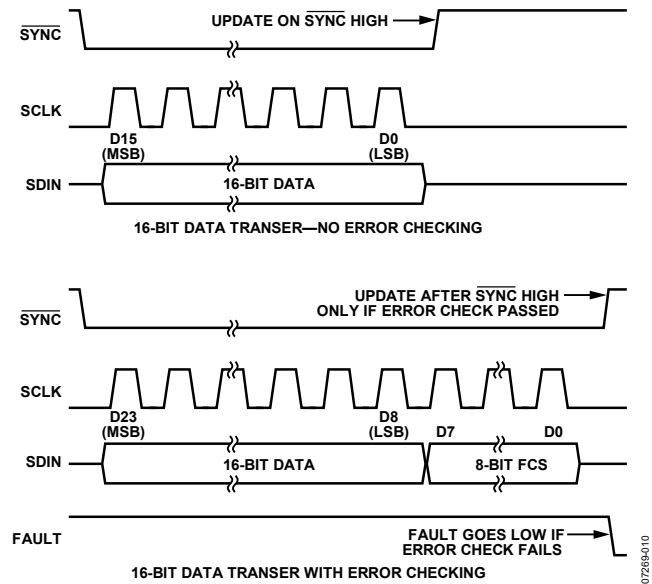 UPDATE ON SYNC HIGH
SYNC
SCLK
D15
(MSB)
D0
(LSB)
SDIN
16-BIT DATA
16-BIT DATA TRANSER—NO ERROR CHECKING
UPDATE AFTER SYNC HIGH
ONLY IF ERROR CHECK PASSED
SYNC
SCLK
D23
(MSB)
D8
(LSB)
D7
D0
SDIN
16-BIT DATA
8-BIT FCS
FAULT
FAULT GOES LOW IF
ERROR CHECK FAILS
16-BIT DATA TRANSER WITH ERROR CHECKING
07269-010